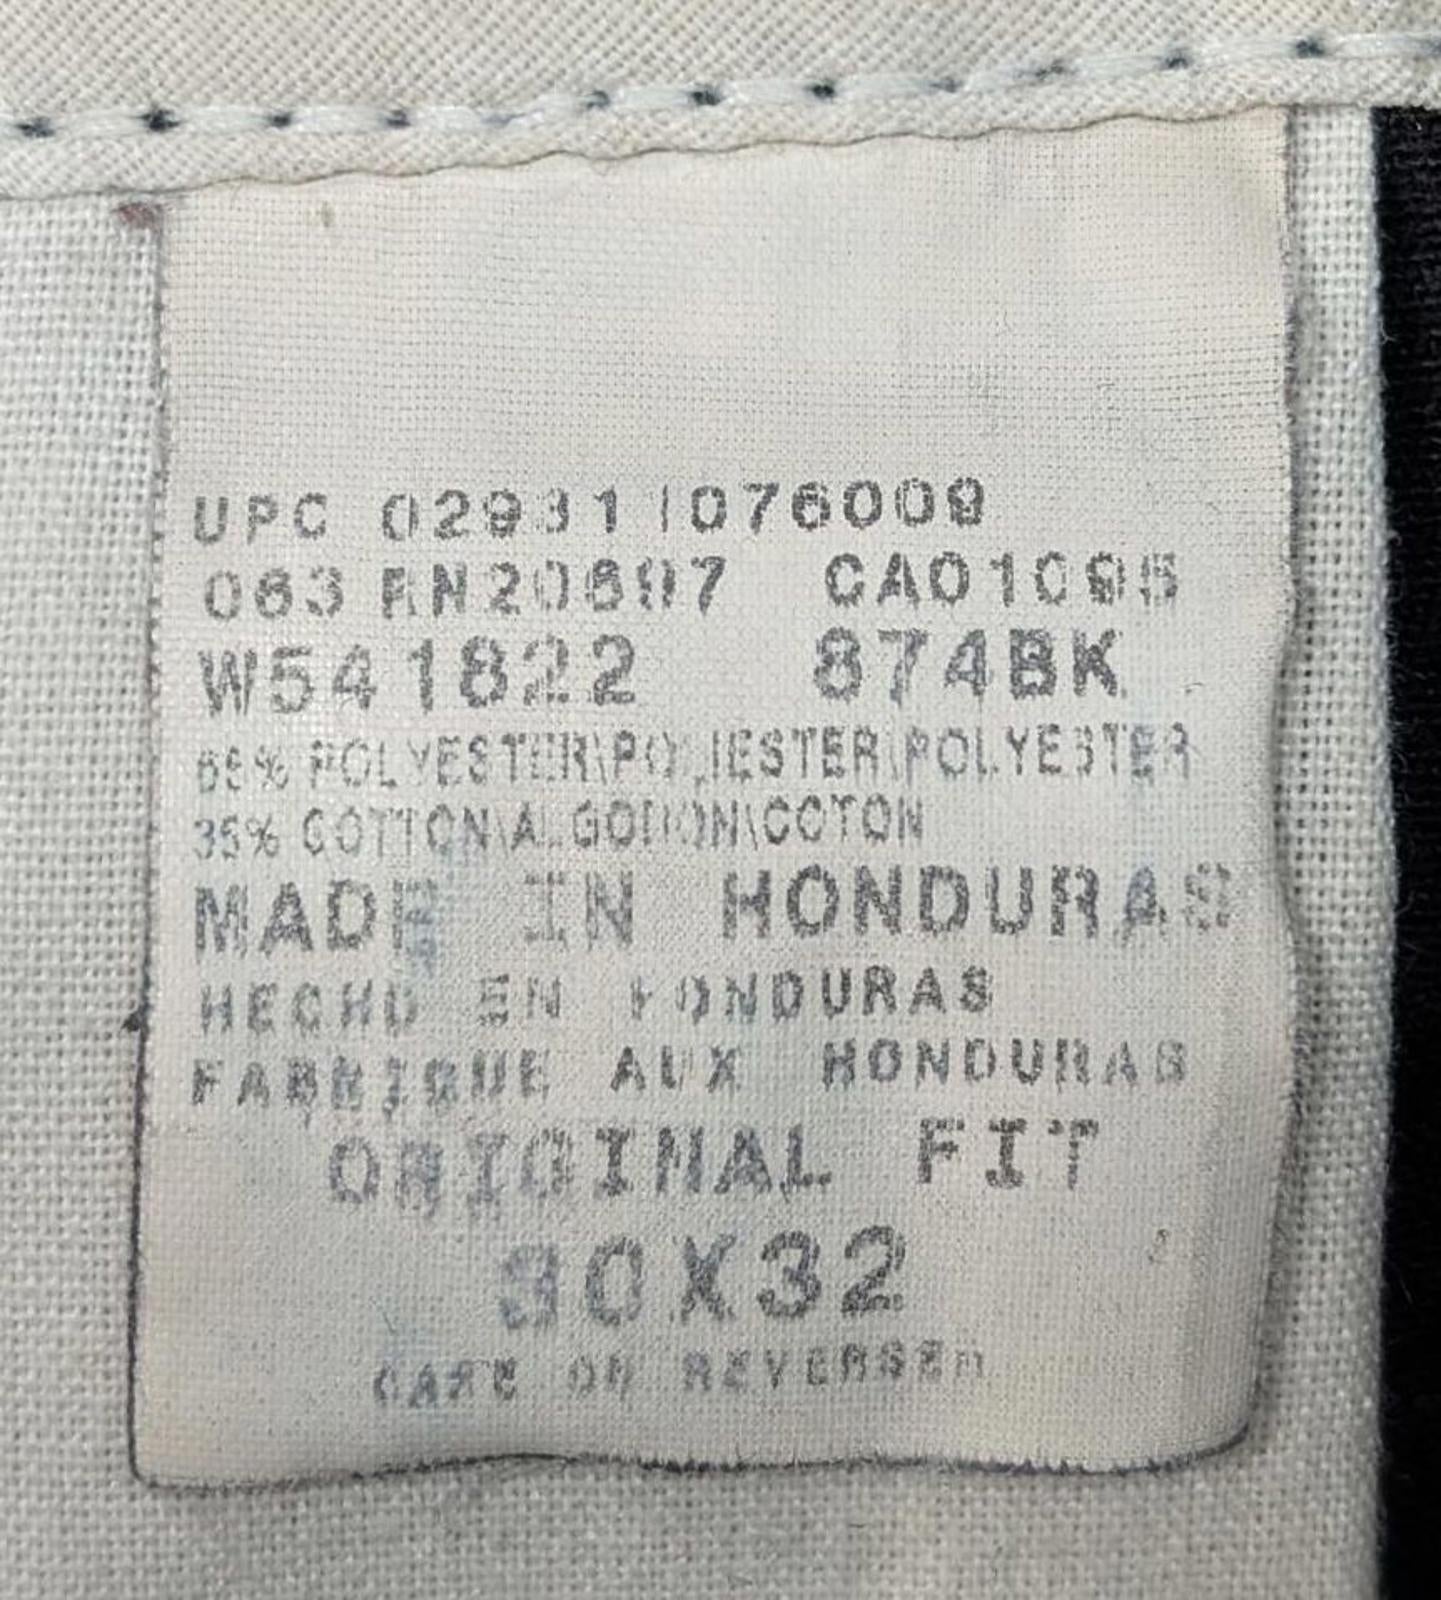 UPC 029311076009
063 RN20697 CA01095
W541822 874BK
65% POLYESTER\POLIESTER\POLYESTER
35% COTTON\ALGODON\COTON
MADE IN HONDURAS
HECHO EN HONDURAS
FABRIQUE AUX HONDURAS
ORIGINAL FIT
30X32
CARE ON REVERSE